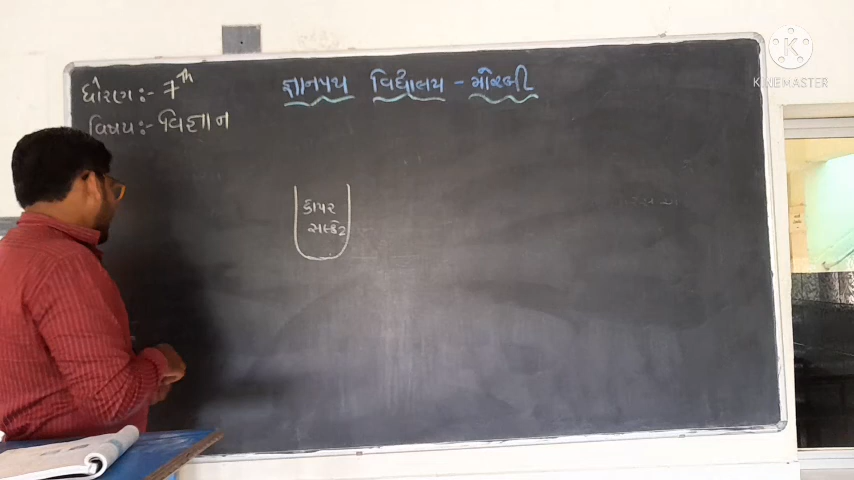 ધોરણ :- 7th
જ્ઞાનપથ વિદ્યાલય - મોરબી
વિષય :- વિજ્ઞાન
કોપર
સલ્ફેટ
KINEMASTER